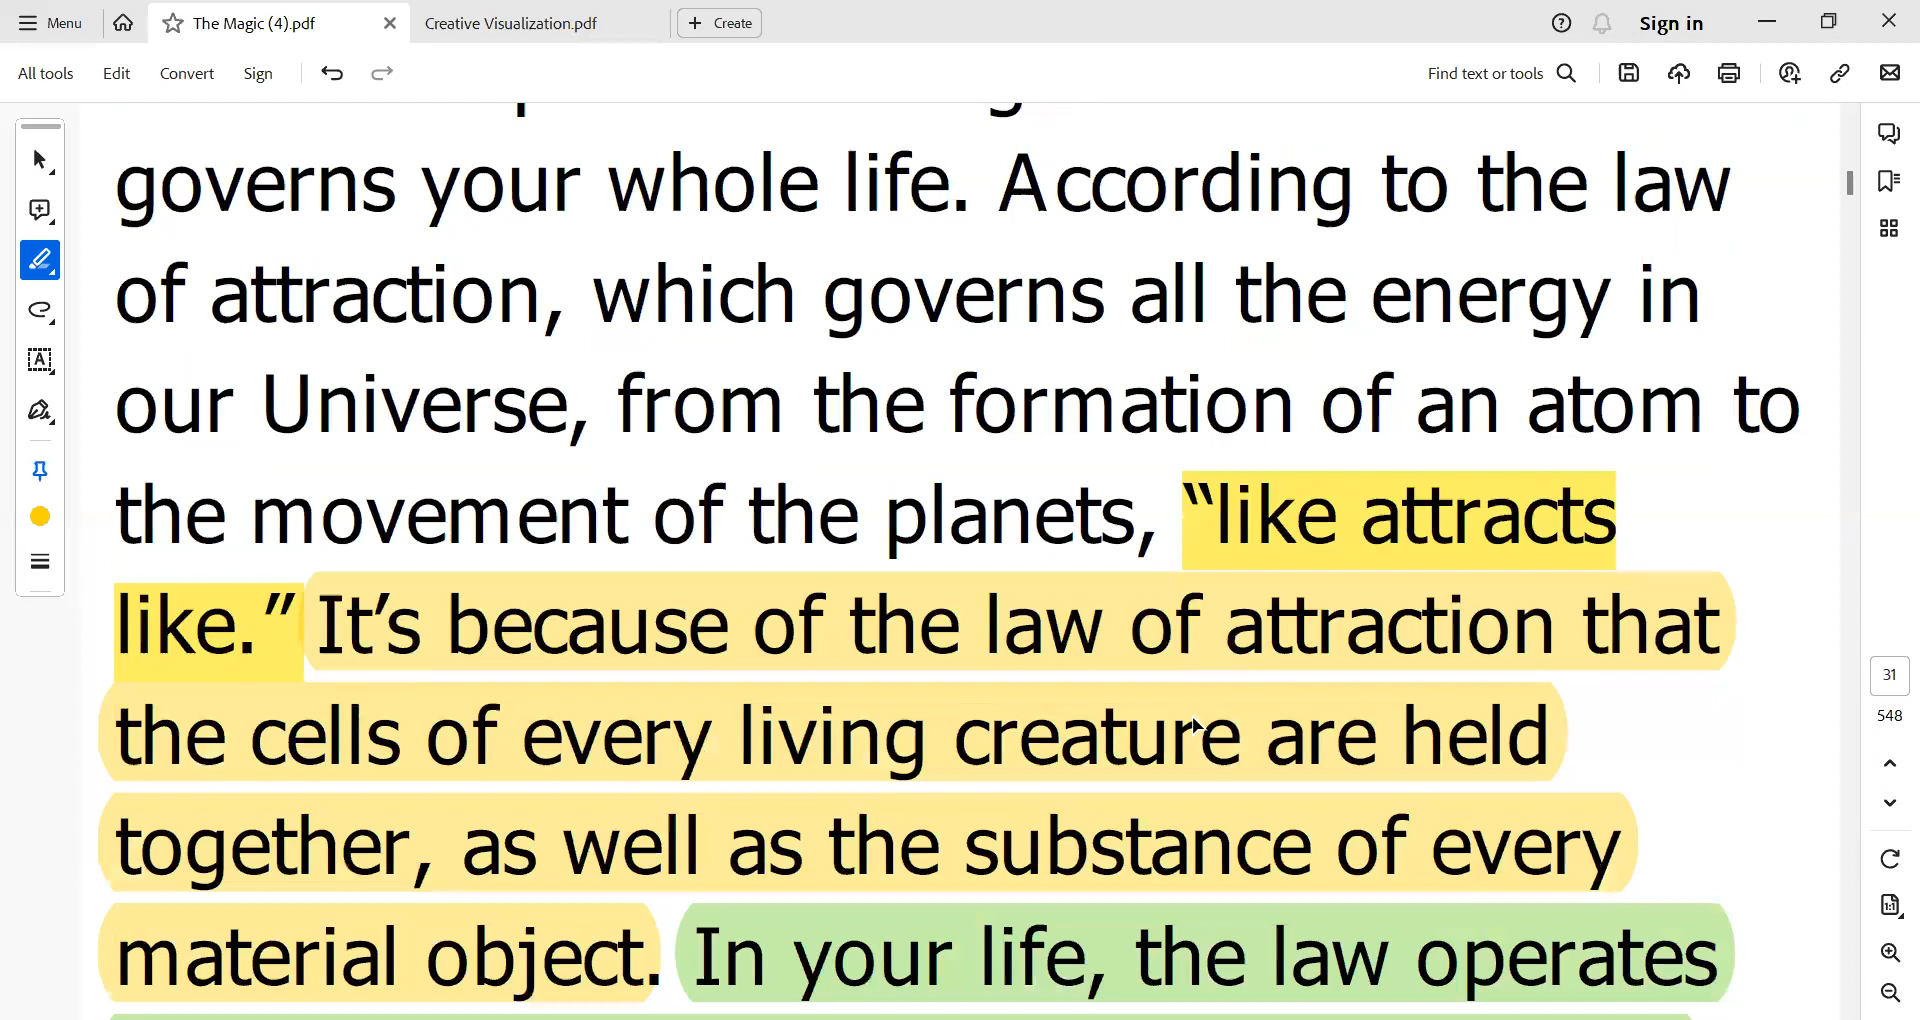 Menu
The Magic (4).pdf
Creative Visualization.pdf
Create
Sign in
All tools
Edit
Convert
Sign
Find text or tools
governs your whole life. According to the law
of attraction, which governs all the energy in
our Universe, from the formation of an atom to
the movement of the planets, “like attracts
like.” It’s because of the law of attraction that
the cells of every living creature are held
together, as well as the substance of every
material object. In your life, the law operates
31
548